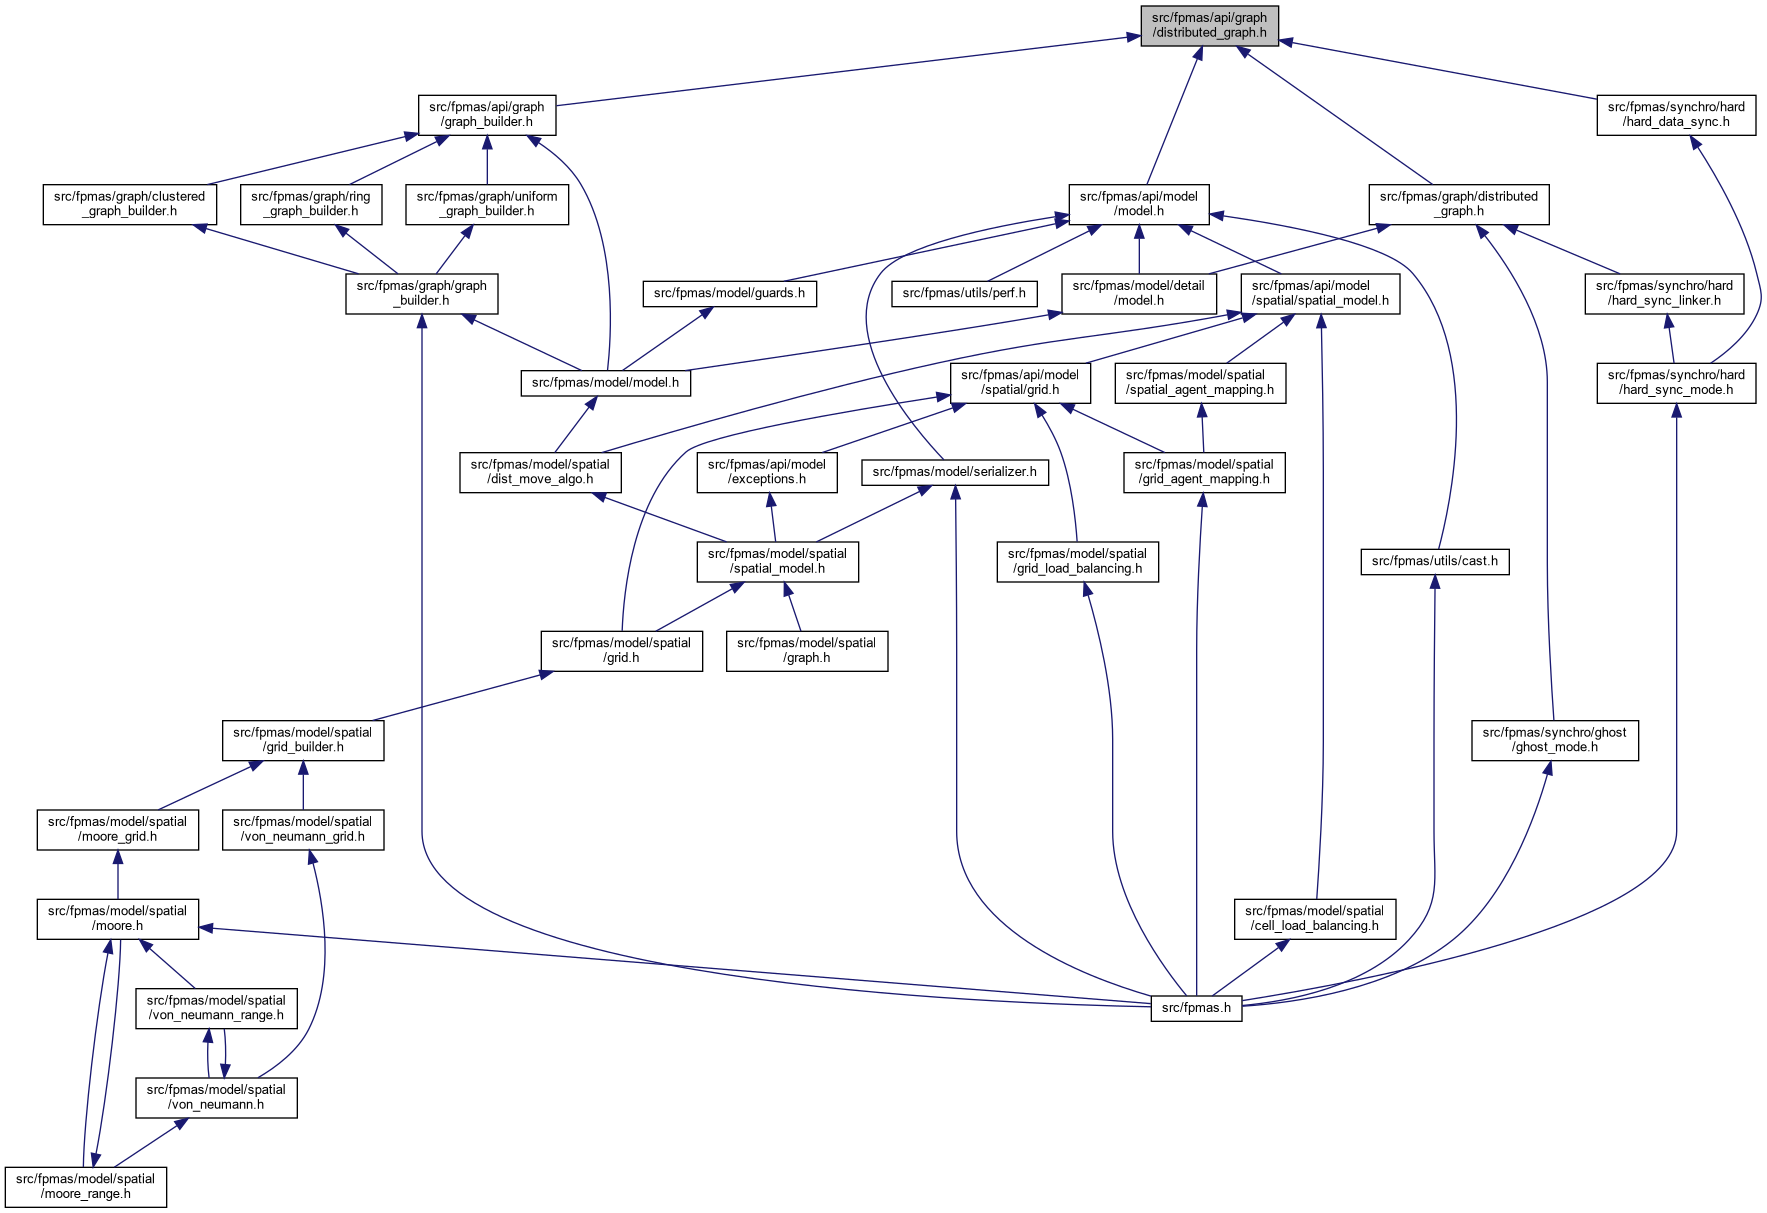 src/fpmas/api/graph
/distributed_graph.h
src/fpmas/api/graph
/graph_builder.h
src/fpmas/synchro/hard
/hard_data_sync.h
src/fpmas/graph/clustered
_graph_builder.h
src/fpmas/graph/ring
_graph_builder.h
src/fpmas/graph/uniform
_graph_builder.h
src/fpmas/api/model
/model.h
src/fpmas/graph/distributed
_graph.h
src/fpmas/graph/graph
_builder.h
src/fpmas/model/guards.h
src/fpmas/utils/perf.h
src/fpmas/model/detail
/model.h
src/fpmas/api/model
/spatial/spatial_model.h
src/fpmas/synchro/hard
/hard_sync_linker.h
src/fpmas/model/model.h
src/fpmas/api/model
/spatial/grid.h
src/fpmas/model/spatial
/spatial_agent_mapping.h
src/fpmas/synchro/hard
/hard_sync_mode.h
src/fpmas/model/spatial
/dist_move_algo.h
src/fpmas/api/model
/exceptions.h
src/fpmas/model/serializer.h
src/fpmas/model/spatial
/grid_agent_mapping.h
src/fpmas/model/spatial
/spatial_model.h
src/fpmas/model/spatial
/grid_load_balancing.h
src/fpmas/utils/cast.h
src/fpmas/model/spatial
/grid.h
src/fpmas/model/spatial
/graph.h
src/fpmas/model/spatial
/grid_builder.h
src/fpmas/synchro/ghost
/ghost_mode.h
src/fpmas/model/spatial
/moore_grid.h
src/fpmas/model/spatial
/von_neumann_grid.h
src/fpmas/model/spatial
/moore.h
src/fpmas/model/spatial
/cell_load_balancing.h
src/fpmas/model/spatial
/von_neumann_range.h
src/fpmas.h
src/fpmas/model/spatial
/von_neumann.h
src/fpmas/model/spatial
/moore_range.h